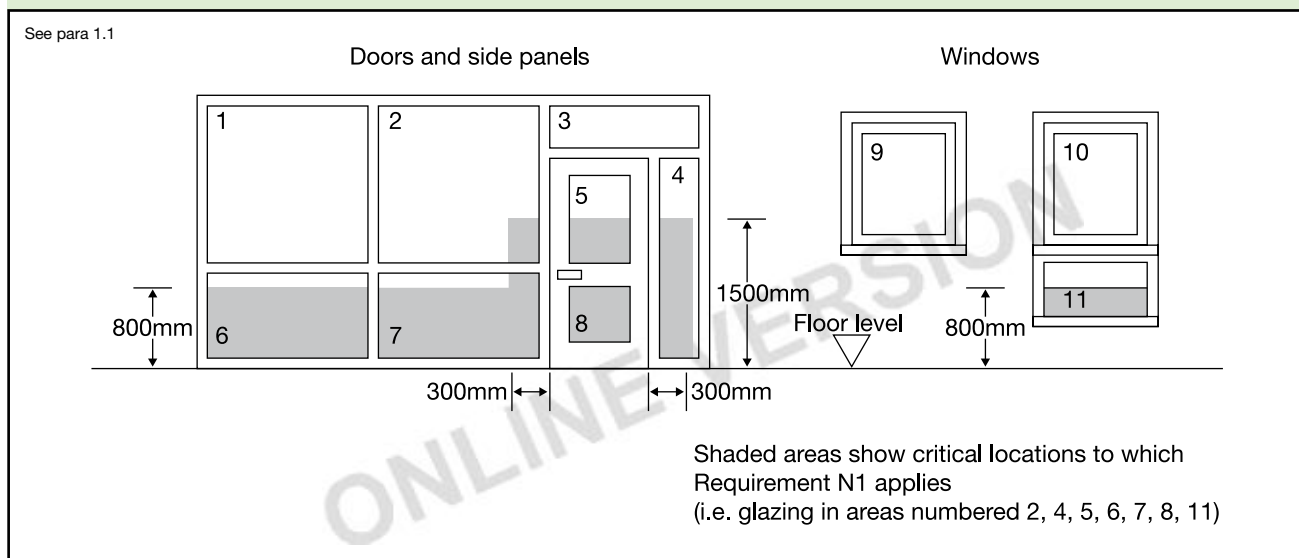 See para 1.1
Doors and side panels
Windows
1
2
3
4
5
9
10
1500mm
800mm
6
7
8
Floor level
800mm
11
300mm
300mm
Shaded areas show critical locations to which
Requirement N1 applies
(i.e. glazing in areas numbered 2, 4, 5, 6, 7, 8, 11)
ONLINE VERSION